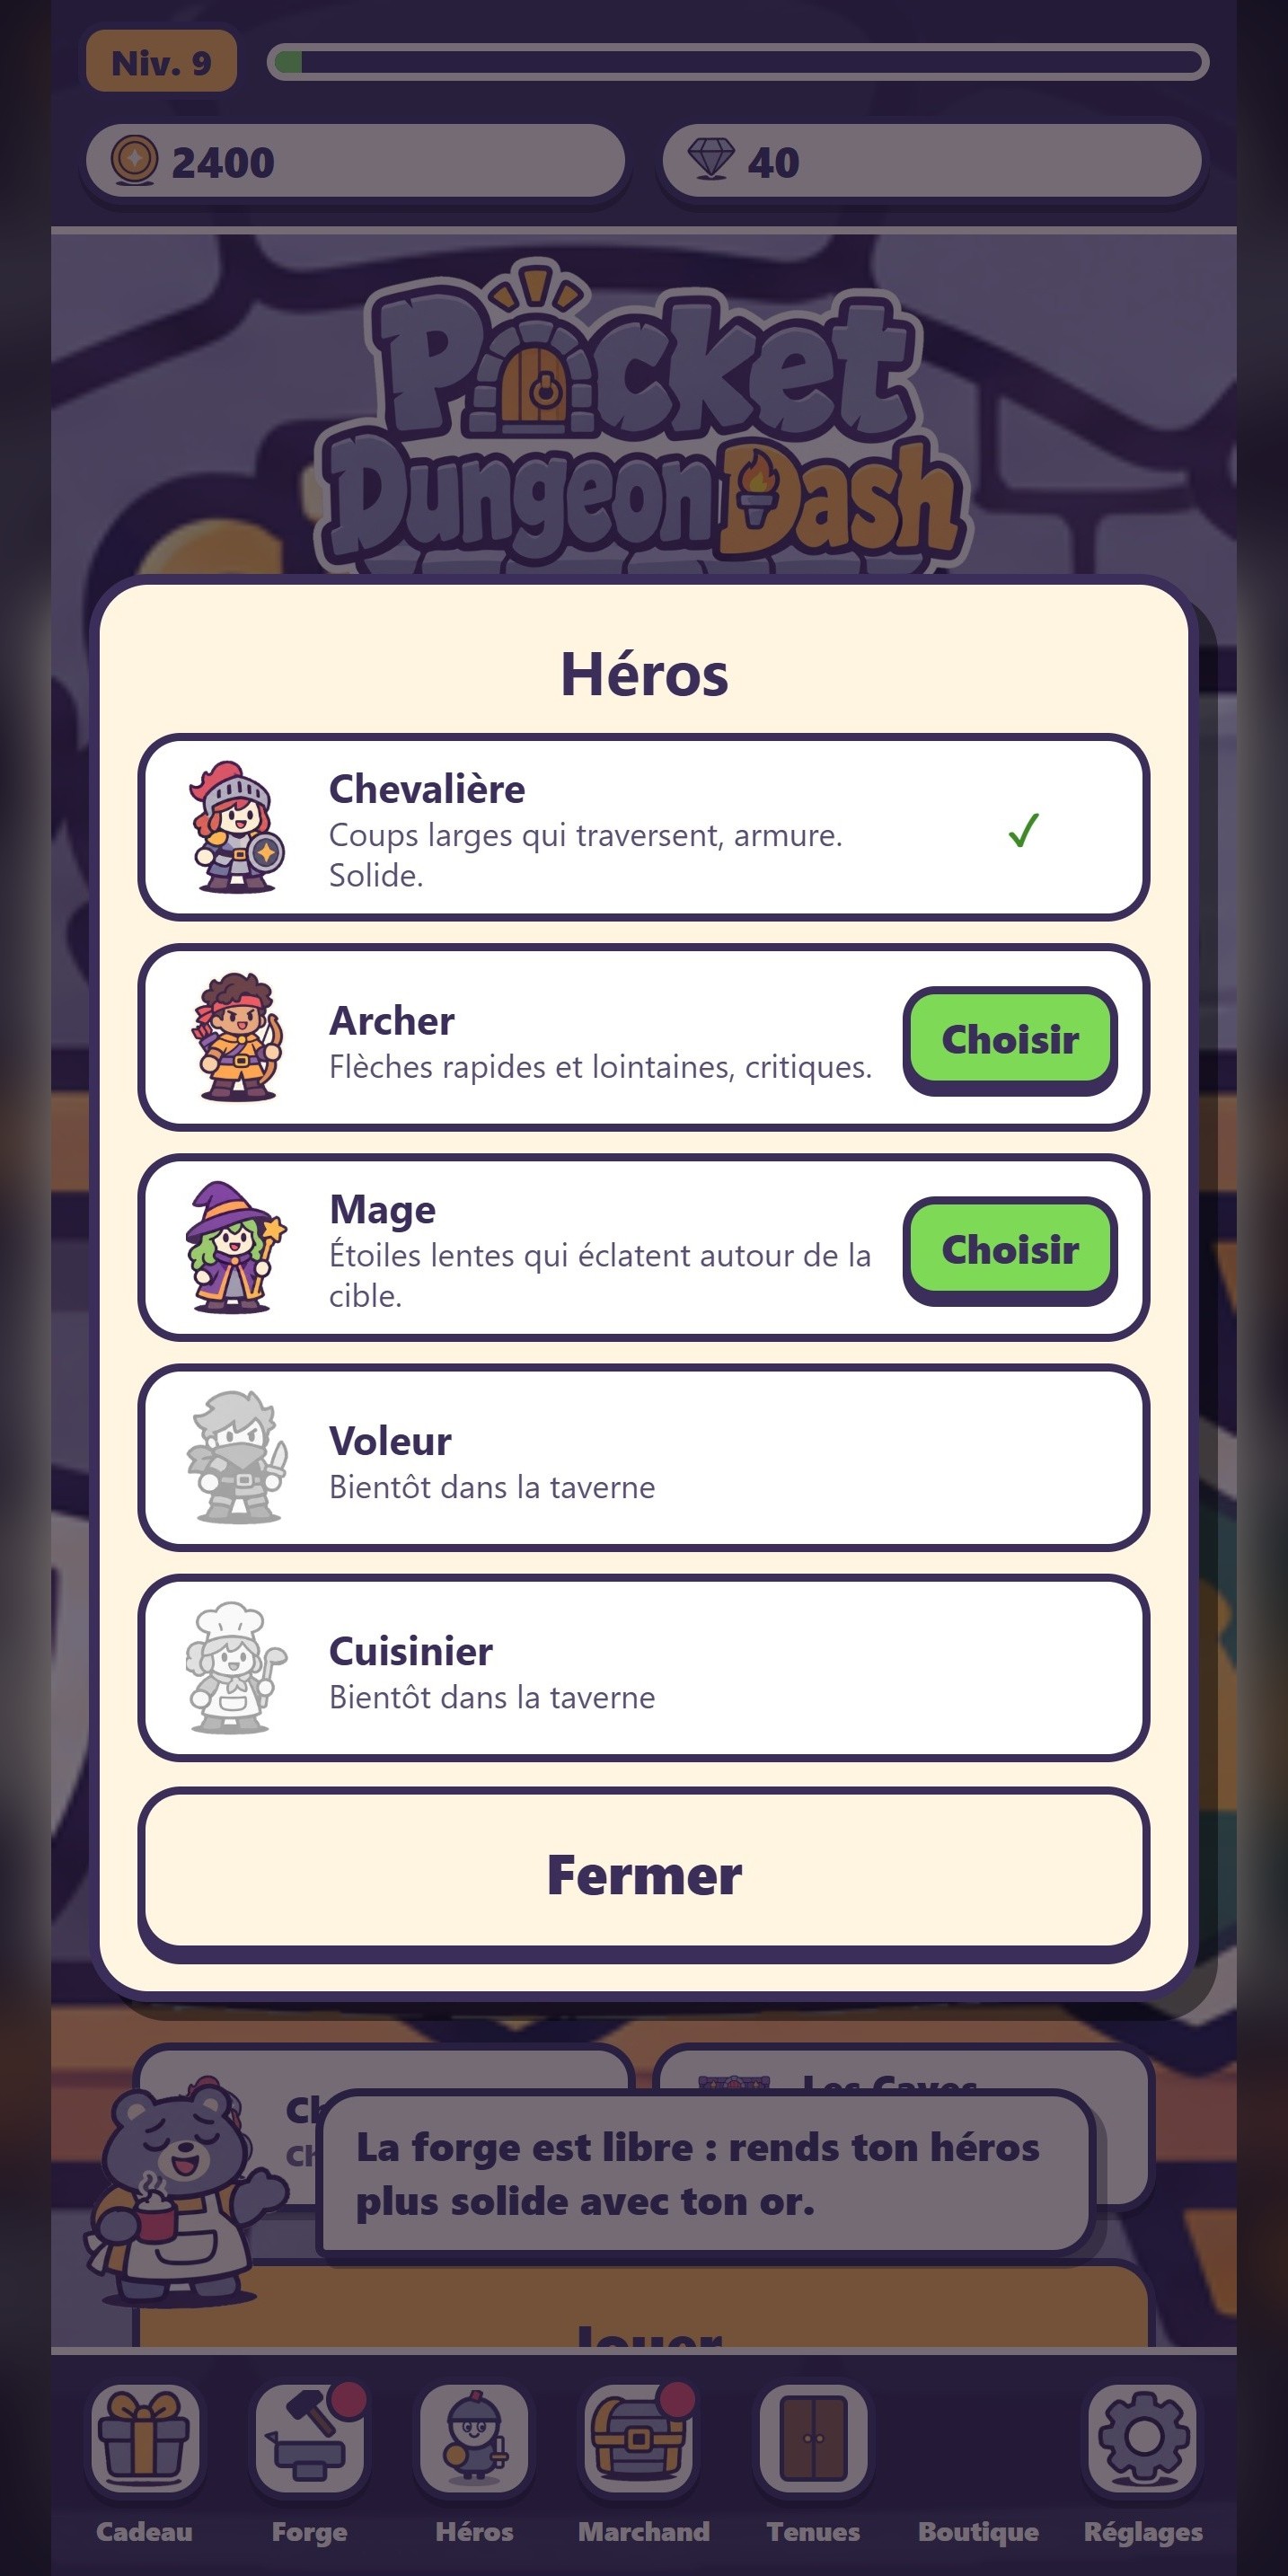 Niv. 9
2400
40
Pocket
Dungeon Dash
Héros
Chevalière
Coups larges qui traversent, armure.
Solide.
Archer
Flèches rapides et lointaines, critiques.
Choisir
Mage
Étoiles lentes qui éclatent autour de la
cible.
Choisir
Voleur
Bientôt dans la taverne
Cuisinier
Bientôt dans la taverne
Fermer
Les Caves
La forge est libre : rends ton héros
plus solide avec ton or.
Jouer
Cadeau
Forge
Héros
Marchand
Tenues
Boutique
Réglages